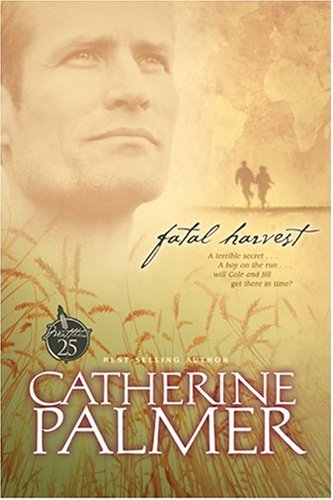 fatal harvest
A terrible secret . . .
A boy on the run . . .
will Cole and Jill
get there in time?
25
BEST-SELLING AUTHOR
CATHERINE
PALMER